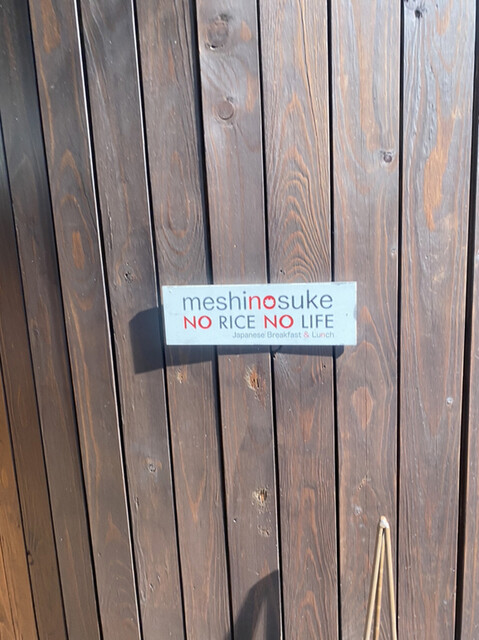 meshinosuke
NO RICE NO LIFE
Japanese Breakfast & Lunch